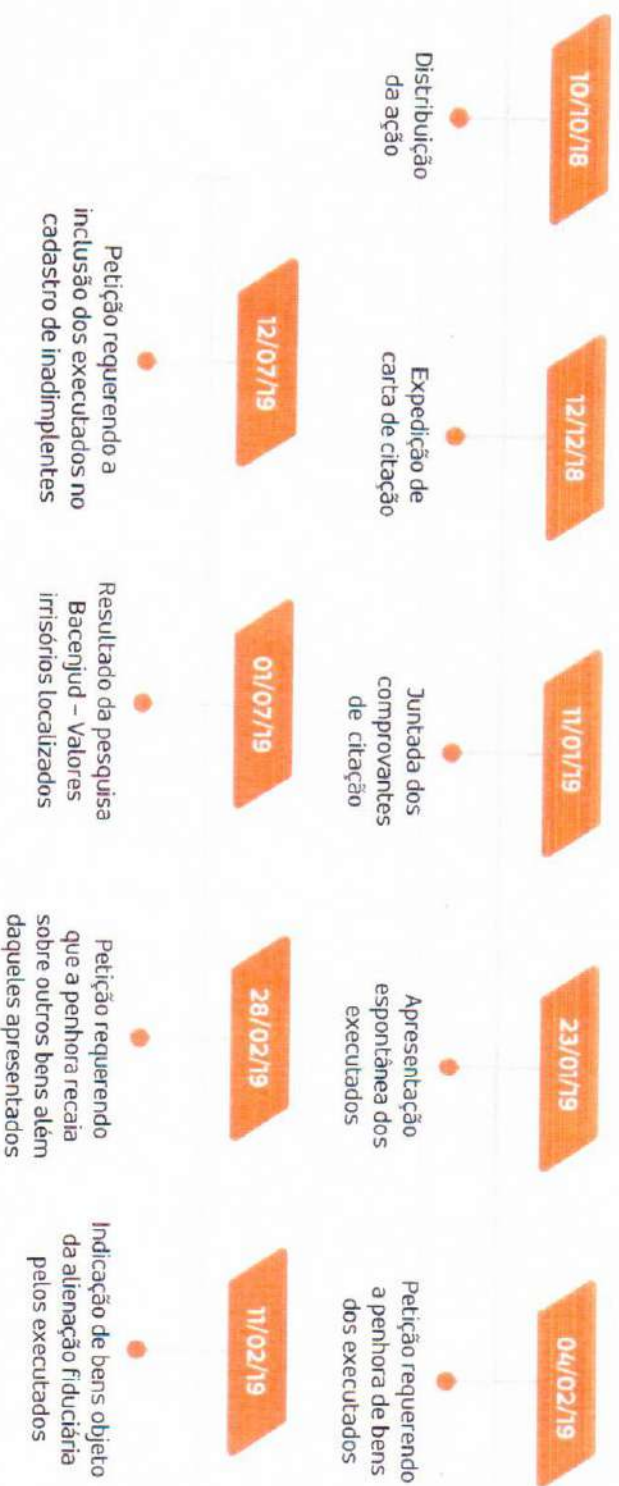 10/10/18
Distribuição
da ação
12/12/18
Expedição de
carta de citação
11/01/19
Juntada dos
comprovantes
de citação
23/01/19
Apresentação
espontânea dos
executados
04/02/19
Petição requerendo
a penhora de bens
dos executados
11/02/19
Indicação de bens objeto
da alienação fiduciária
pelos executados
28/02/19
Petição requerendo
que a penhora recaia
sobre outros bens além
daqueles apresentados
01/07/19
Resultado da pesquisa
Bacenjud – Valores
irrisórios localizados
12/07/19
Petição requerendo a
inclusão dos executados no
cadastro de inadimplentes